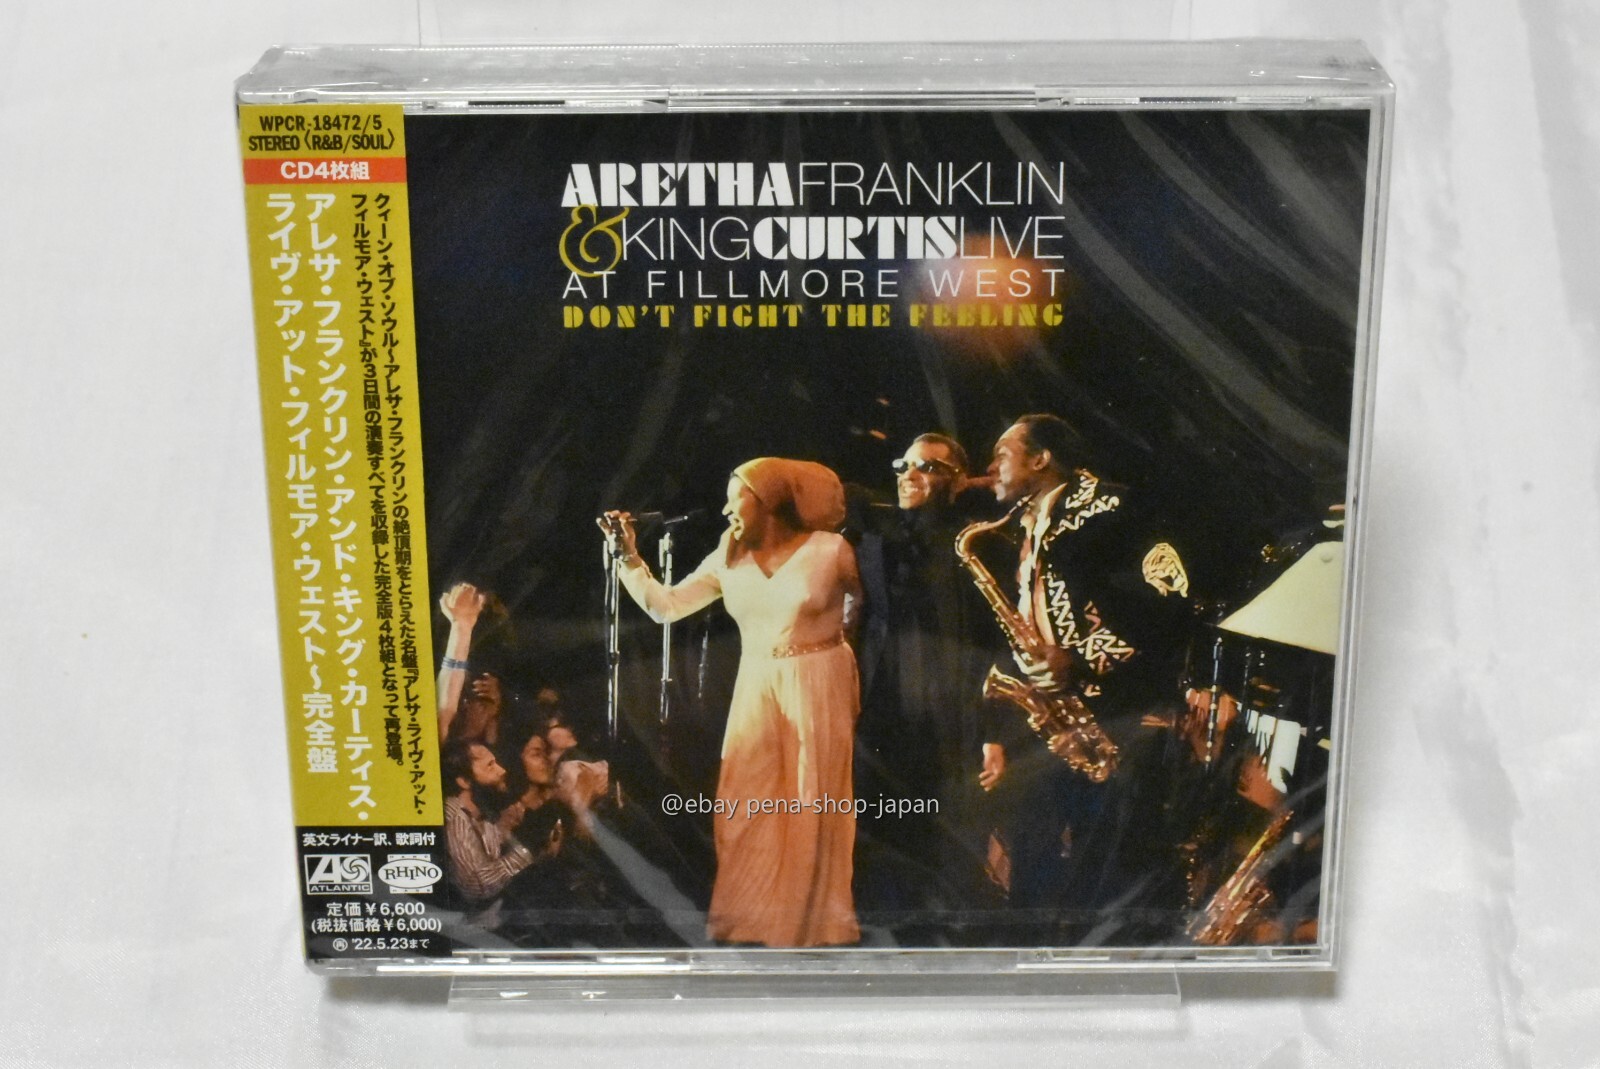 WPCR-18472/5
STEREO〈R&B/SOUL〉
CD4枚組
クィーン・オブ・ソウル〜アレサ・フランクリンの絶頂期をとらえた名盤『アレサ・ライヴ・アット・
フィルモア・ウェスト』が3日間の演奏すべてを収録した完全版4枚組となって再登場。
アレサ・フランクリン・アンド・キング・カーティス・
ライヴ・アット・フィルモア・ウェスト〜完全盤
英文ライナー訳、歌詞付
ATLANTIC
RHINO
定価¥6,600
(税抜価格¥6,000)
再 '22.5.23まで
ARETHAFRANKLIN
&KINGCURTISLIVE
AT FILLMORE WEST
DON'T FIGHT THE FEELING
@ebay pena-shop-japan